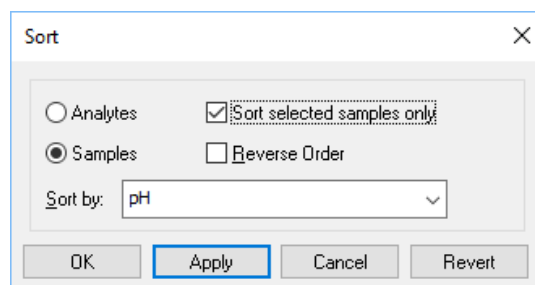 Sort
Analytes Sort selected samples only
Samples Reverse Order
Sort by: pH
OK Apply Cancel Revert